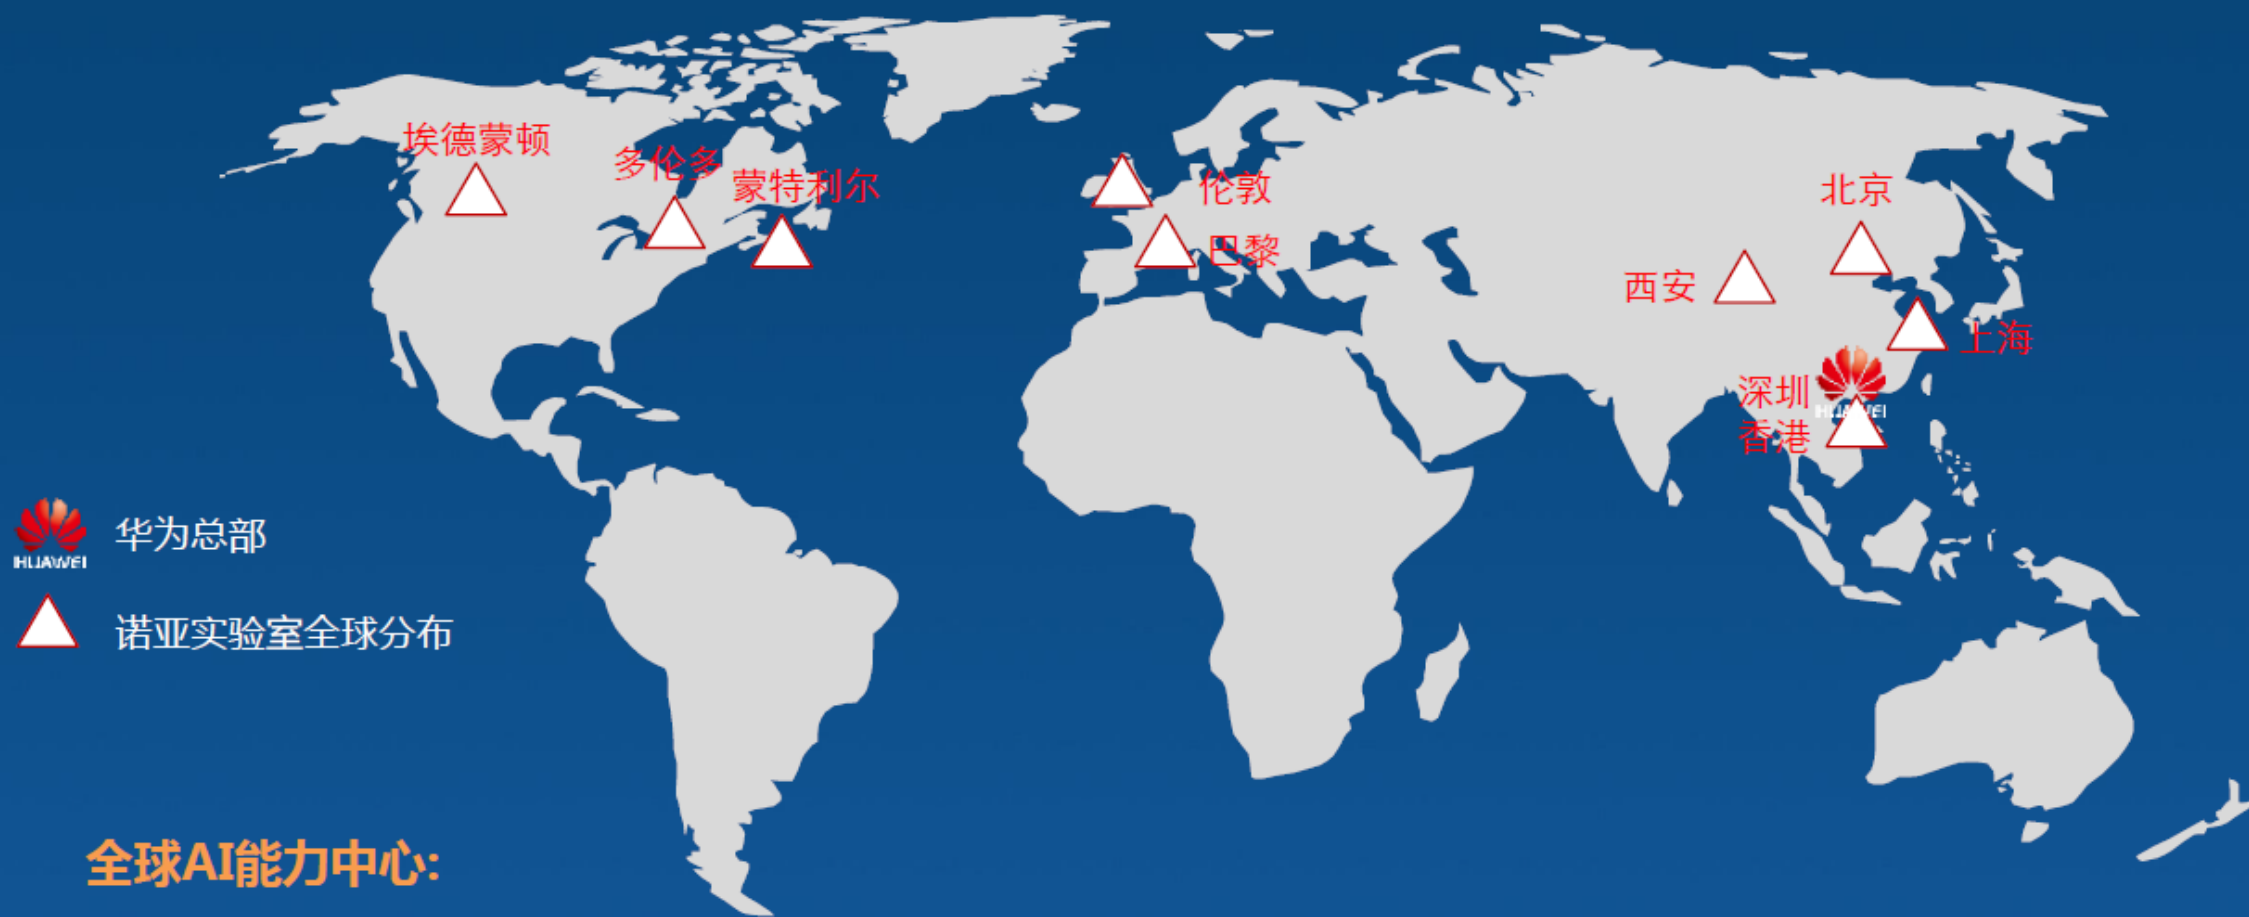 埃德蒙顿
多伦多
蒙特利尔
伦敦
巴黎
北京
西安
上海
深圳
HUAWEI
香港
HUAWEI
华为总部
诺亚实验室全球分布
全球AI能力中心: